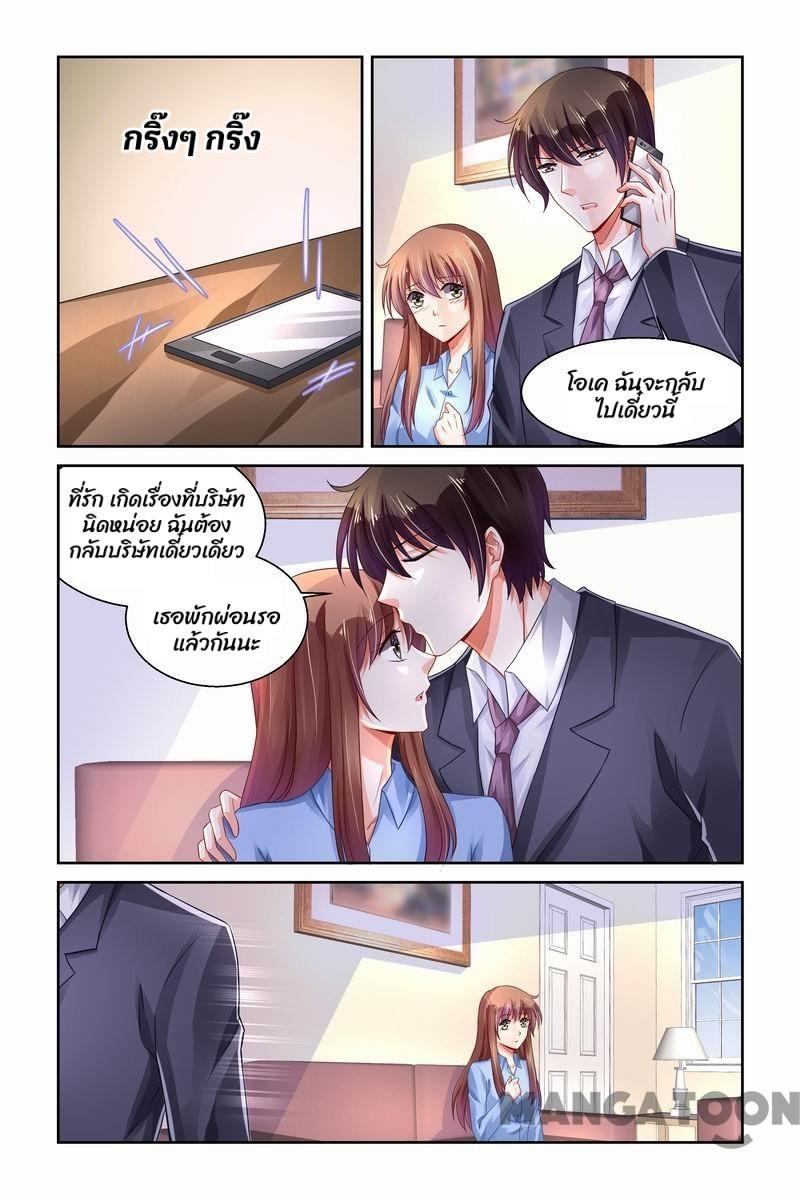 กริ๊งๆ กริ๊ง
โอเค ฉันจะกลับ
ไปเดี๋ยวนี้
ที่รัก เกิดเรื่องที่บริษัท
นิดหน่อย ฉันต้อง
กลับบริษัทเดี๋ยวเดียว
เธอพักผ่อนรอ
แล้วกันนะ
MANGATOON